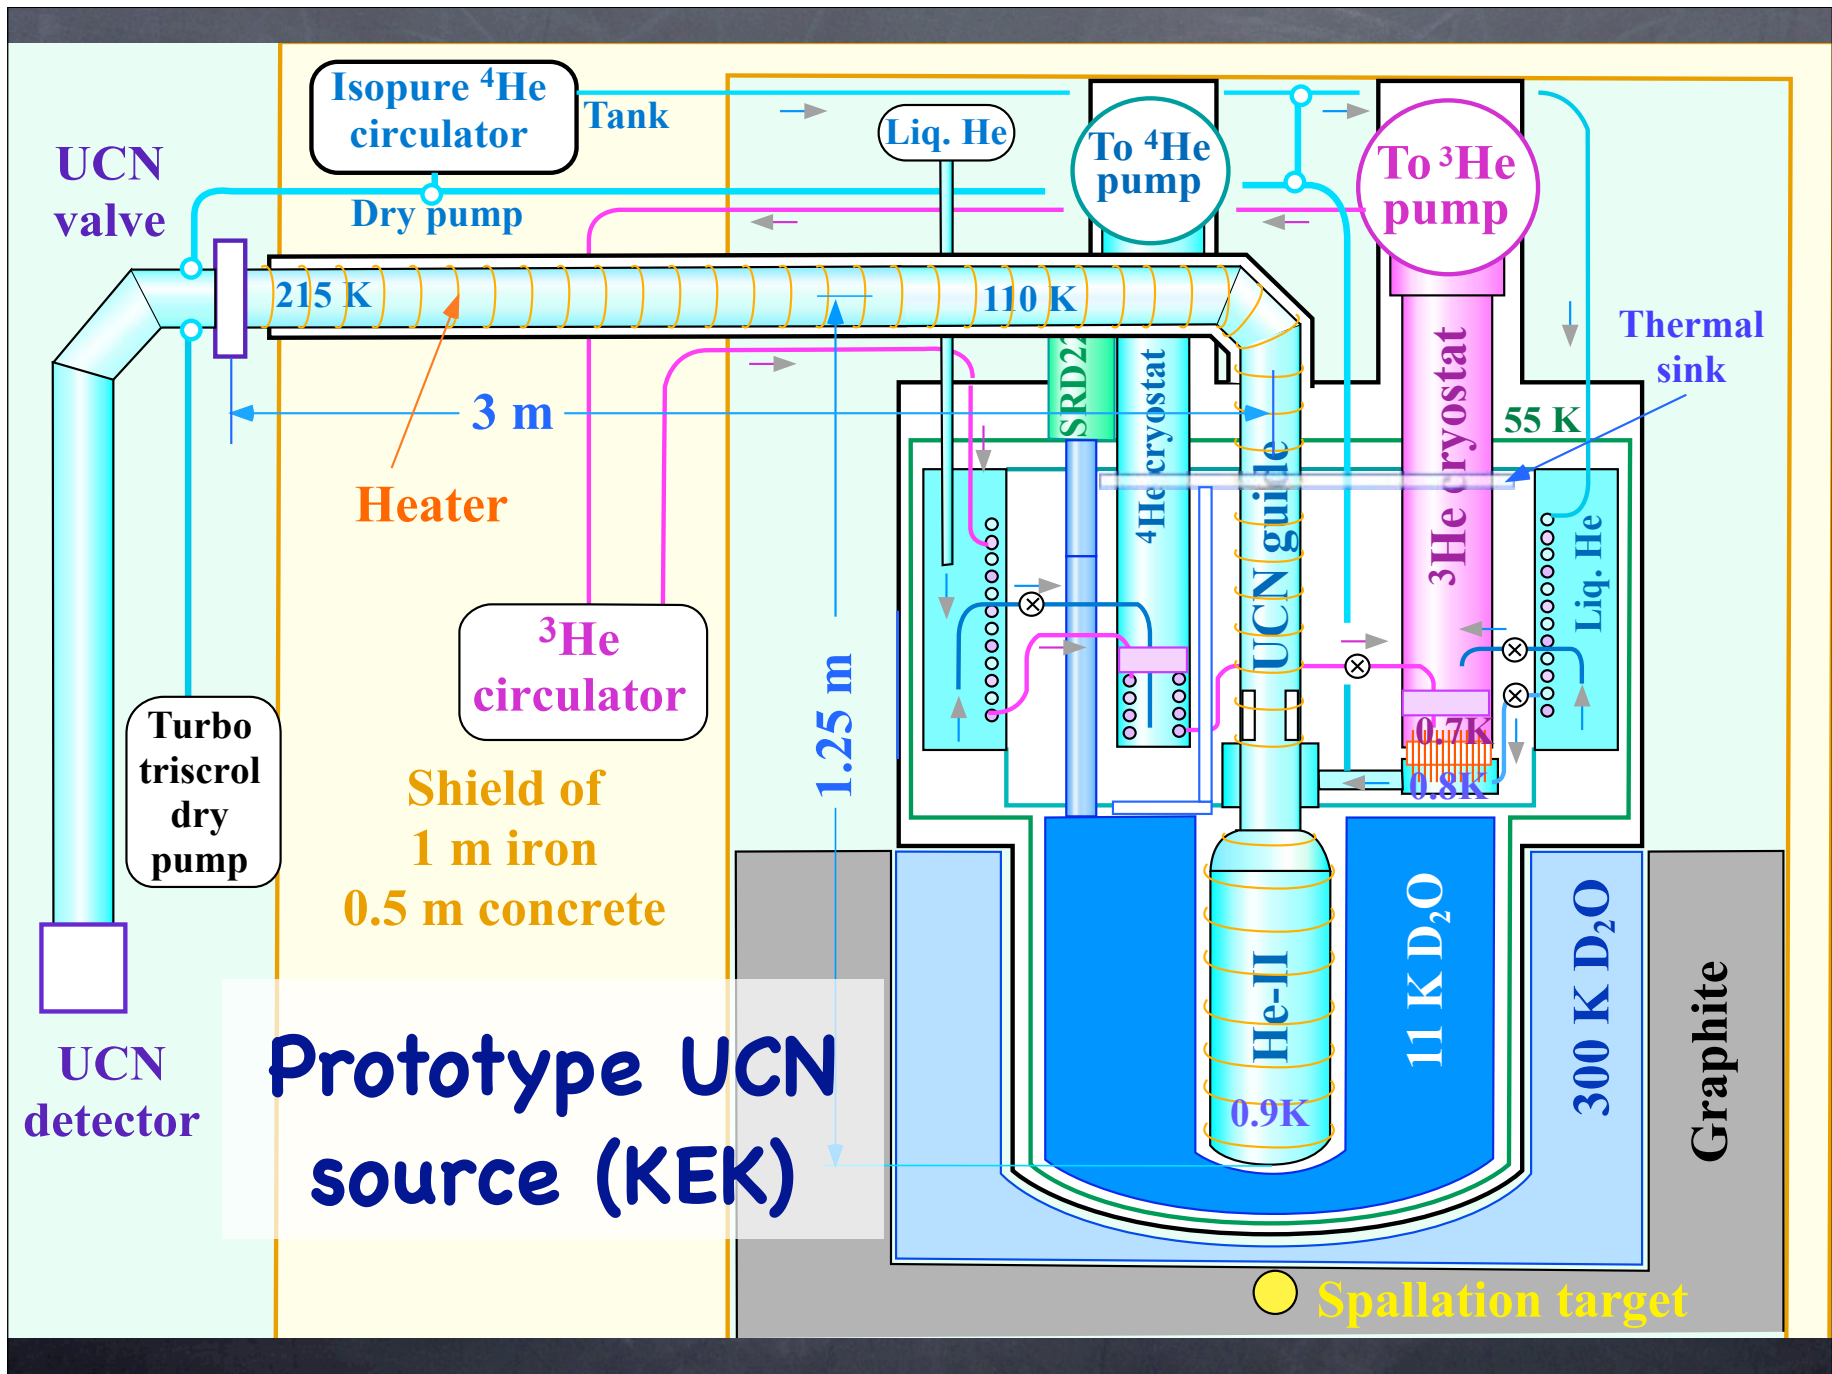 Isopure ⁴He
circulator
Tank
Dry pump
Liq. He
To ⁴He
pump
To ³He
pump
UCN
valve
215 K
110 K
Thermal
sink
55 K
3 m
Heater
SRD22
⁴He cryostat
UCN guide
³He cryostat
Liq. He
³He
circulator
1.25 m
0.7K
0.8K
Turbo
triscrol
dry
pump
Shield of
1 m iron
0.5 m concrete
He-II
0.9K
11 K D₂O
300 K D₂O
Graphite
UCN
detector
Prototype UCN
source (KEK)
Spallation target